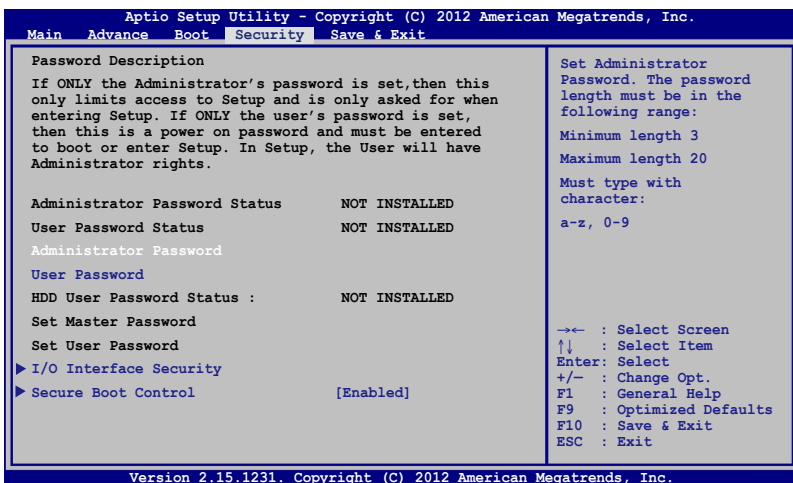 Aptio Setup Utility - Copyright (C) 2012 American Megatrends, Inc.
Main Advance Boot Security Save & Exit
Password Description
If ONLY the Administrator's password is set,then this
only limits access to Setup and is only asked for when
entering Setup. If ONLY the user's password is set,
then this is a power on password and must be entered
to boot or enter Setup. In Setup, the User will have
Administrator rights.
Administrator Password Status NOT INSTALLED
User Password Status NOT INSTALLED
Administrator Password
User Password
HDD User Password Status : NOT INSTALLED
Set Master Password
Set User Password
I/O Interface Security
Secure Boot Control [Enabled]
Set Administrator
Password. The password
length must be in the
following range:
Minimum length 3
Maximum length 20
Must type with
character:
a-z, 0-9
→← : Select Screen
↑↓ : Select Item
Enter: Select
+/— : Change Opt.
F1 : General Help
F9 : Optimized Defaults
F10 : Save & Exit
ESC : Exit
Version 2.15.1231. Copyright (C) 2012 American Megatrends, Inc.